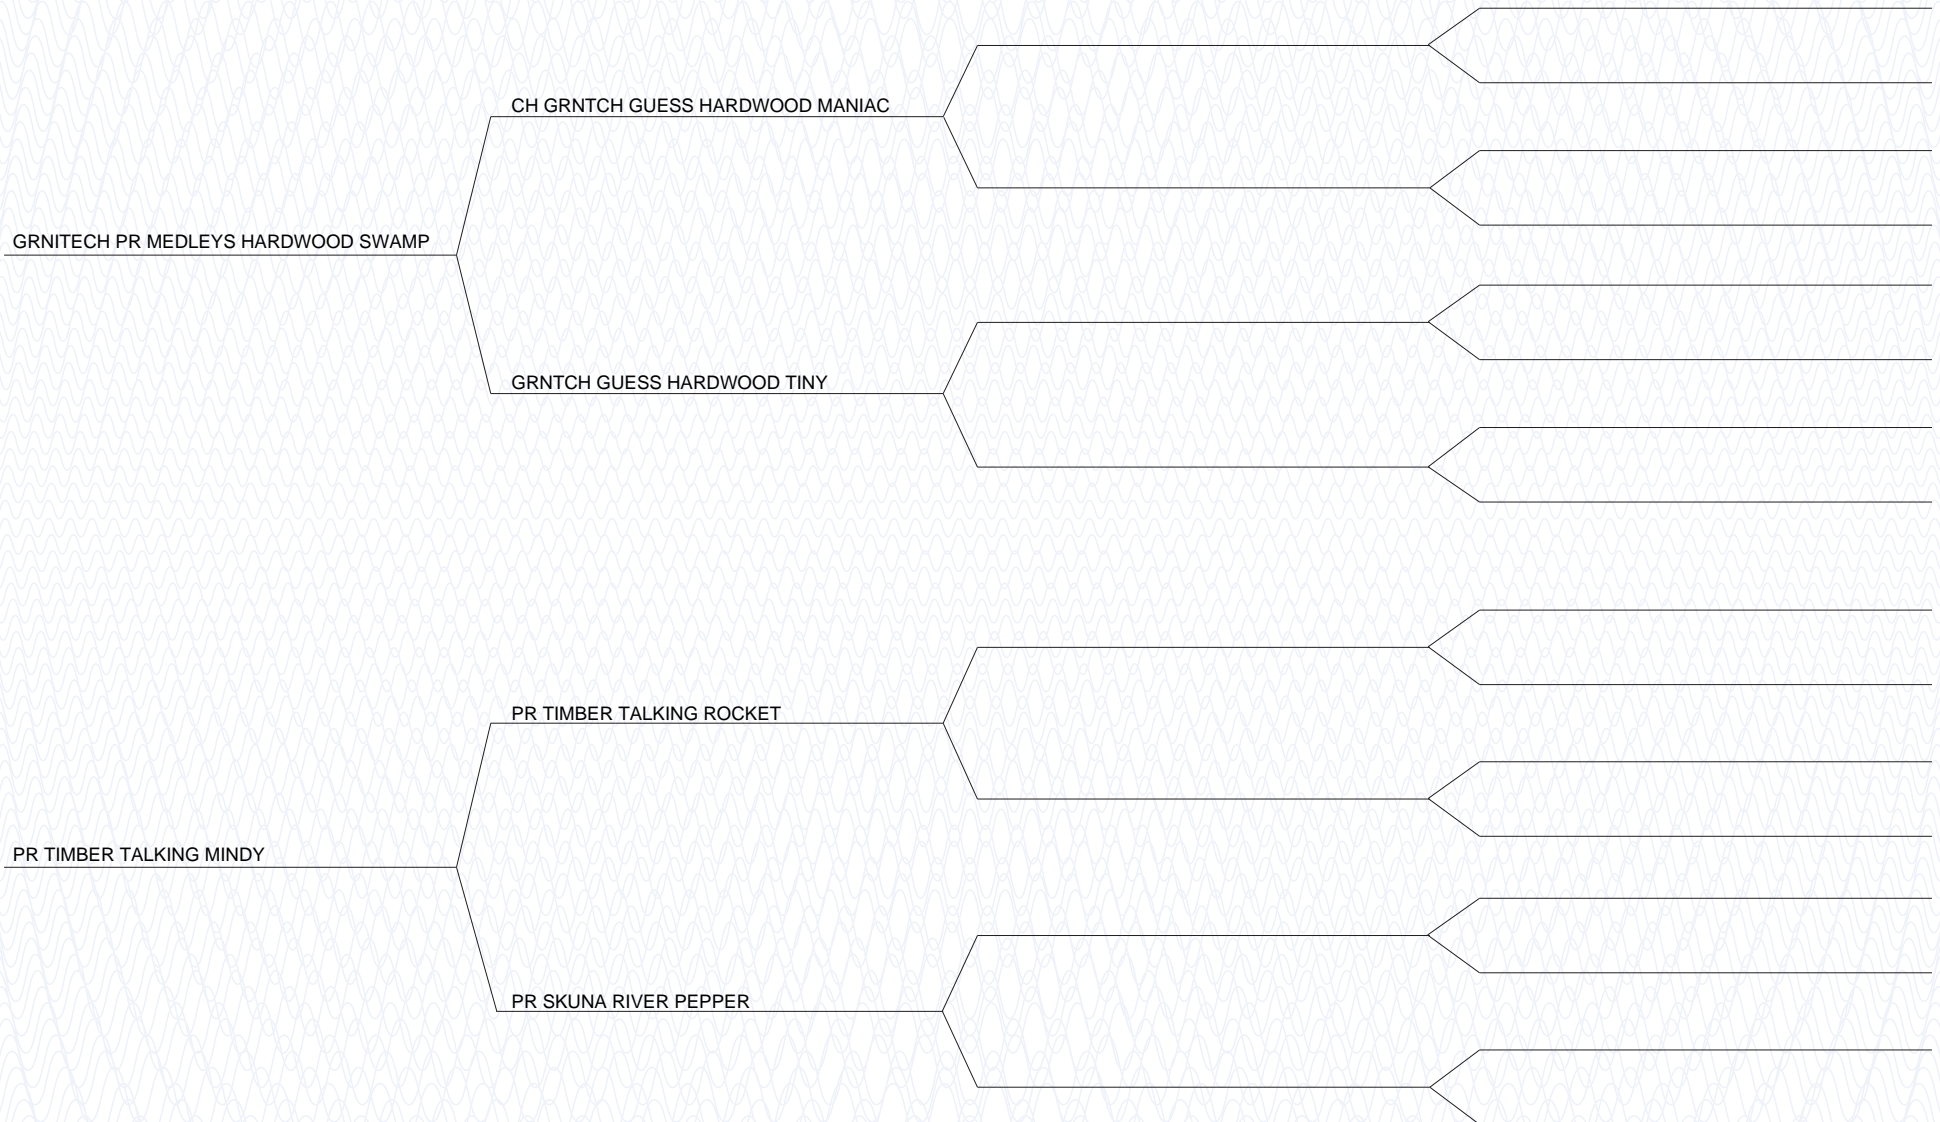 CH GRNTCH GUESS HARDWOOD MANIAC
GRNITECH PR MEDLEYS HARDWOOD SWAMP
GRNTCH GUESS HARDWOOD TINY
PR TIMBER TALKING ROCKET
PR TIMBER TALKING MINDY
PR SKUNA RIVER PEPPER